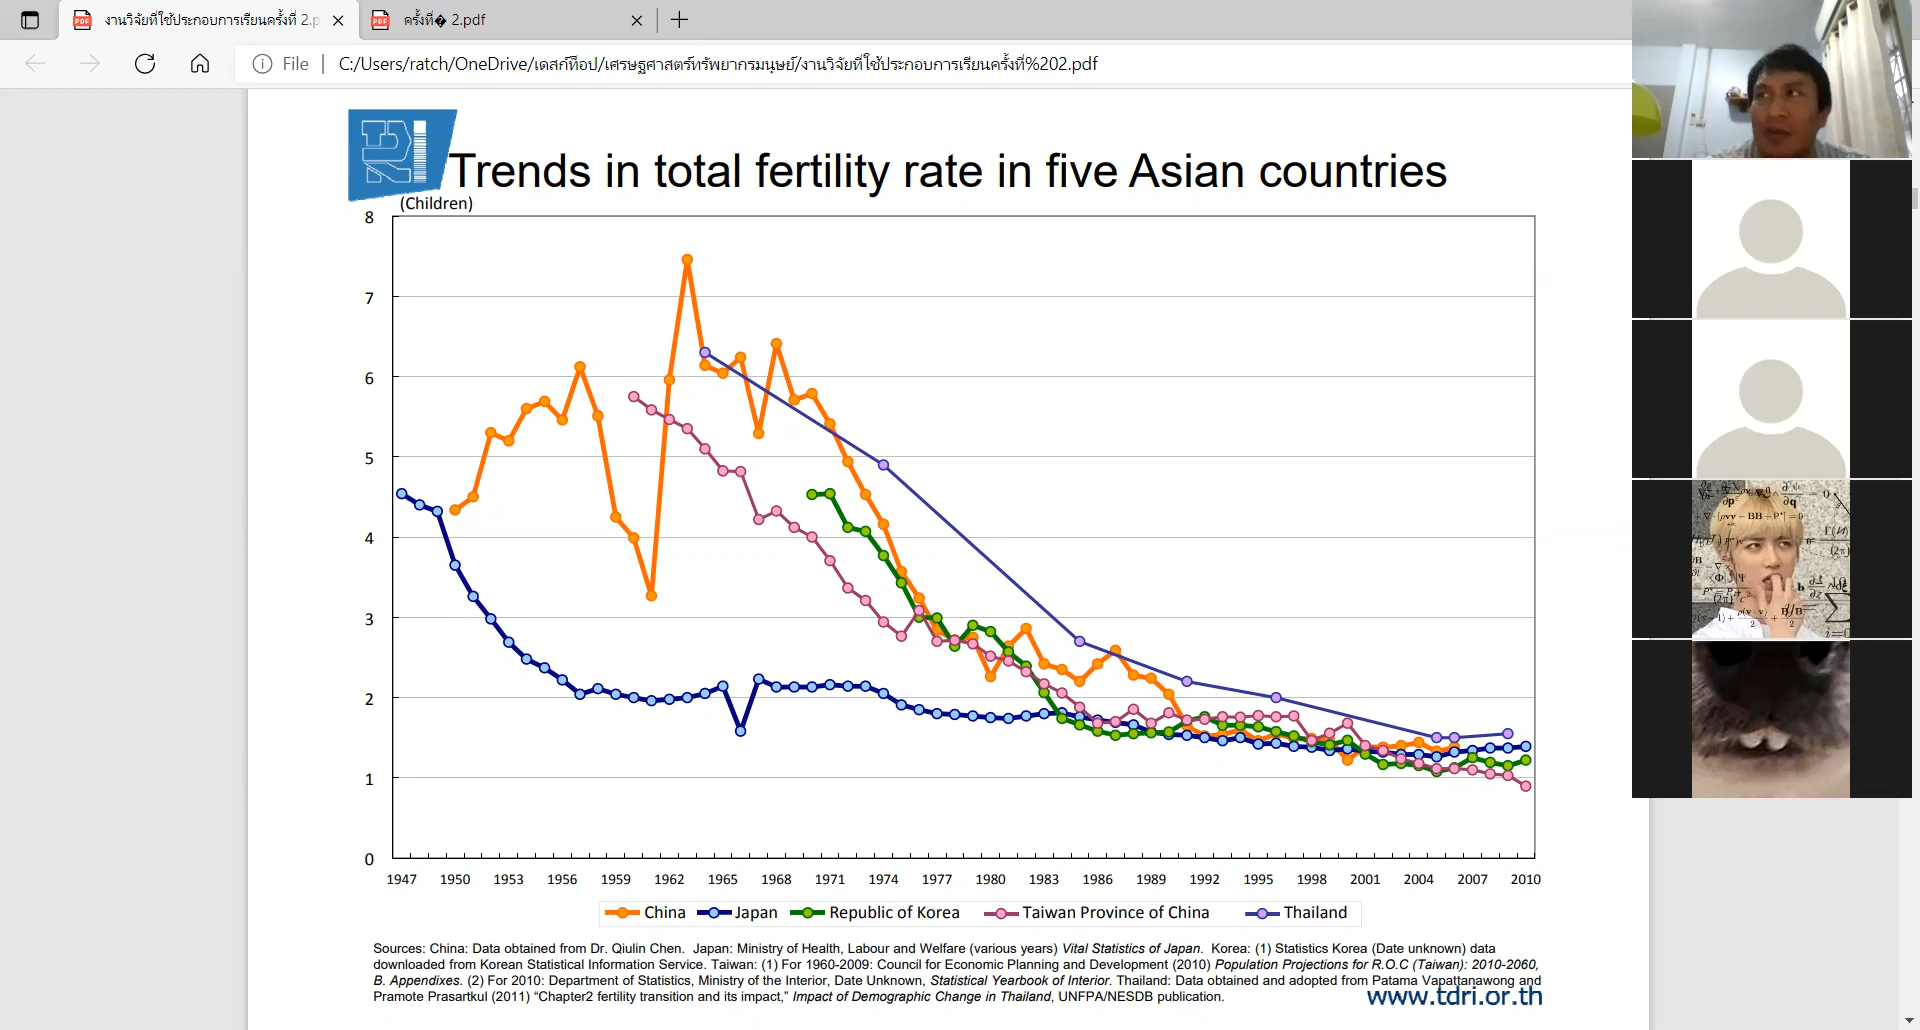 งานวิจัยที่ใช้ประกอบการเรียนครั้งที่ 2.p
ครั้งที่� 2.pdf
File
C:/Users/ratch/OneDrive/เดสก์ท็อป/เศรษฐศาสตร์ทรัพยากรมนุษย์/งานวิจัยที่ใช้ประกอบการเรียนครั้งที่%202.pdf
Trends in total fertility rate in five Asian countries
(Children)
8
7
6
5
4
3
2
1
0
1947 1950 1953 1956 1959 1962 1965 1968 1971 1974 1977 1980 1983 1986 1989 1992 1995 1998 2001 2004 2007 2010
China Japan Republic of Korea Taiwan Province of China Thailand
Sources: China: Data obtained from Dr. Qiulin Chen. Japan: Ministry of Health, Labour and Welfare (various years) Vital Statistics of Japan. Korea: (1) Statistics Korea (Date unknown) data
downloaded from Korean Statistical Information Service. Taiwan: (1) For 1960-2009: Council for Economic Planning and Development (2010) Population Projections for R.O.C (Taiwan): 2010-2060,
B. Appendixes. (2) For 2010: Department of Statistics, Ministry of the Interior, Date Unknown, Statistical Yearbook of Interior. Thailand: Data obtained and adopted from Patama Vapattanawong and
Pramote Prasartkul (2011) “Chapter2 fertility transition and its impact,” Impact of Demographic Change in Thailand, UNFPA/NESDB publication.
www.tdri.or.th